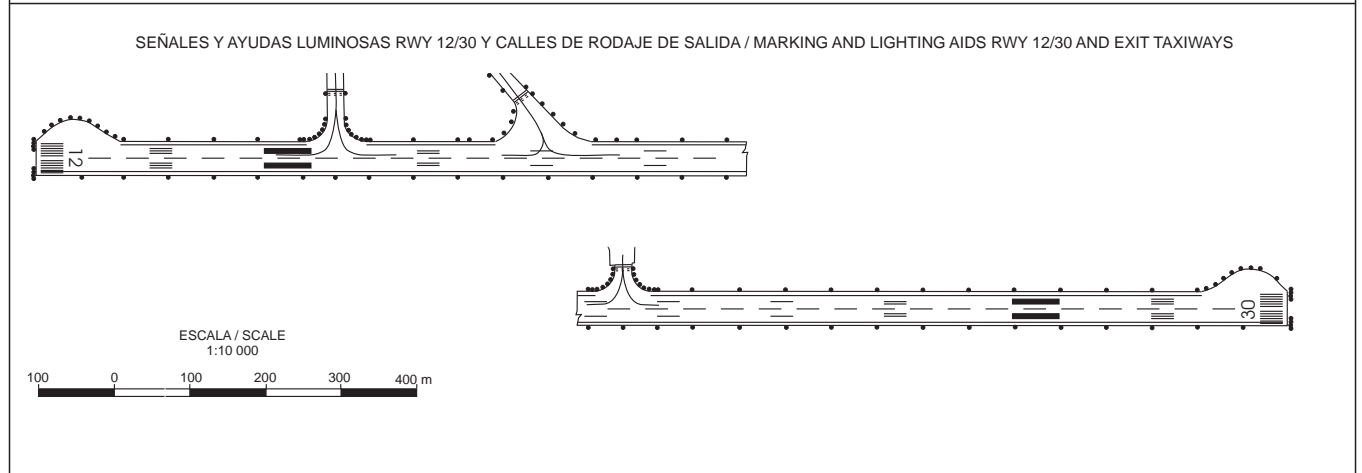 SEÑALES Y AYUDAS LUMINOSAS RWY 12/30 Y CALLES DE RODAJE DE SALIDA / MARKING AND LIGHTING AIDS RWY 12/30 AND EXIT TAXIWAYS
12
30
ESCALA / SCALE
1:10 000
100 0 100 200 300 400 m